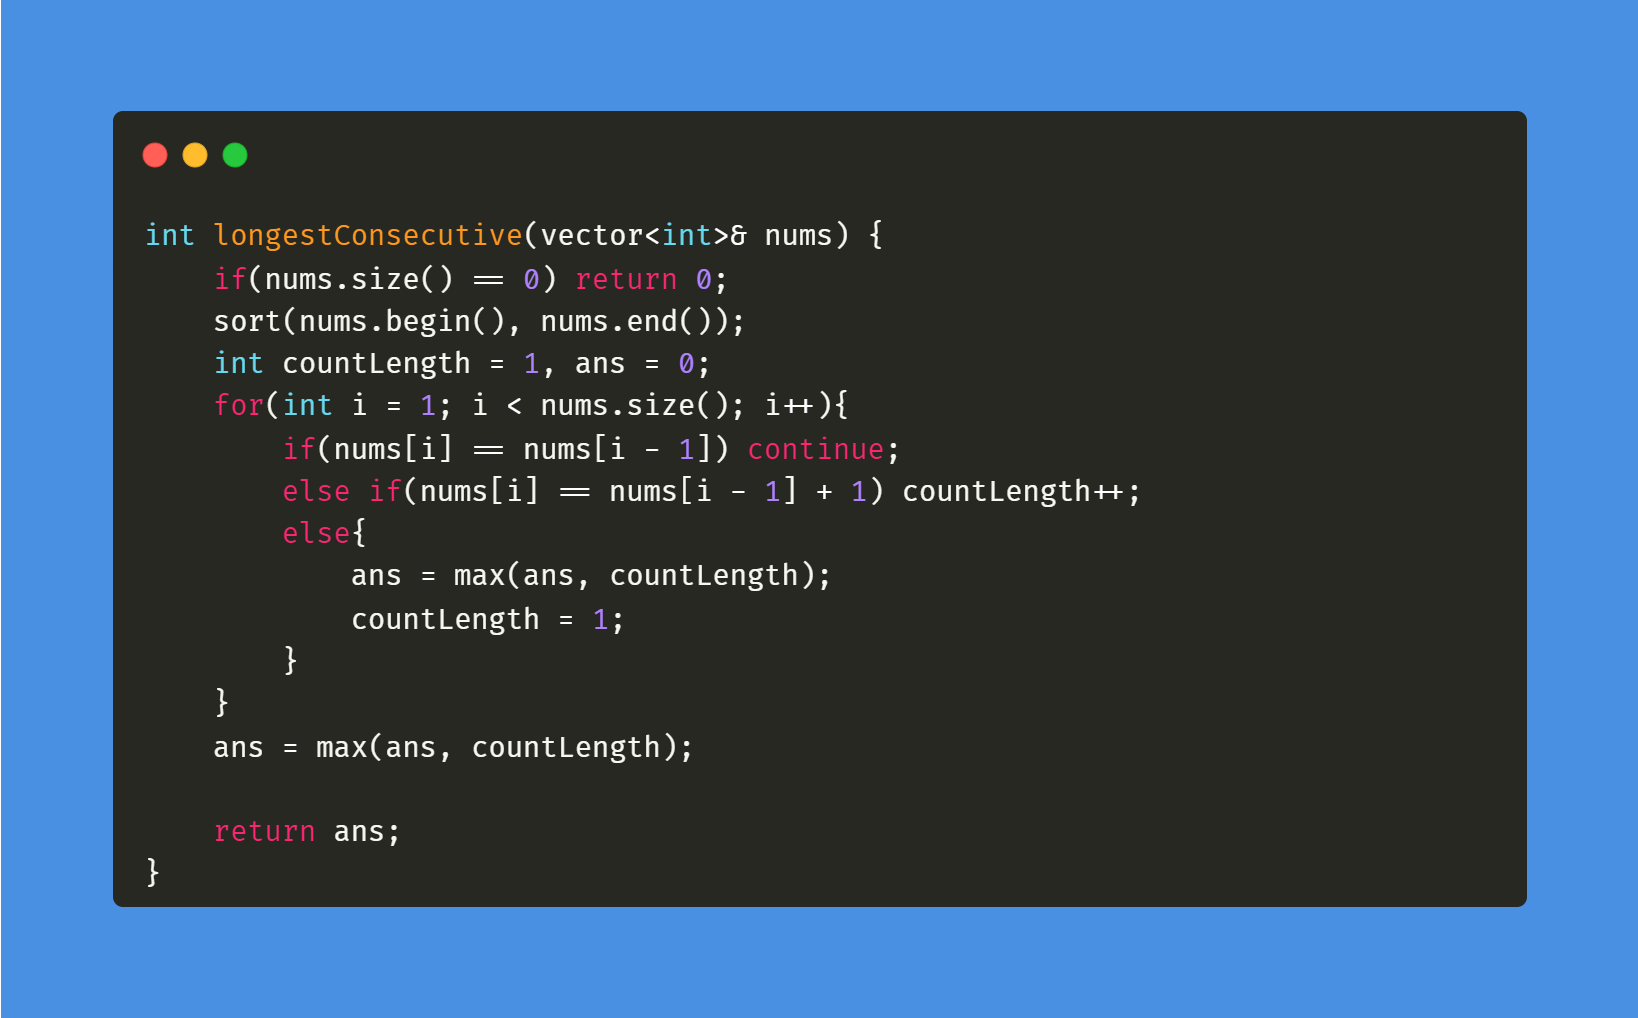 int longestConsecutive(vector<int>& nums) {
    if(nums.size() == 0) return 0;
    sort(nums.begin(), nums.end());
    int countLength = 1, ans = 0;
    for(int i = 1; i < nums.size(); i++){
        if(nums[i] == nums[i - 1]) continue;
        else if(nums[i] == nums[i - 1] + 1) countLength++;
        else{
            ans = max(ans, countLength);
            countLength = 1;
        }
    }
    ans = max(ans, countLength);

    return ans;
}